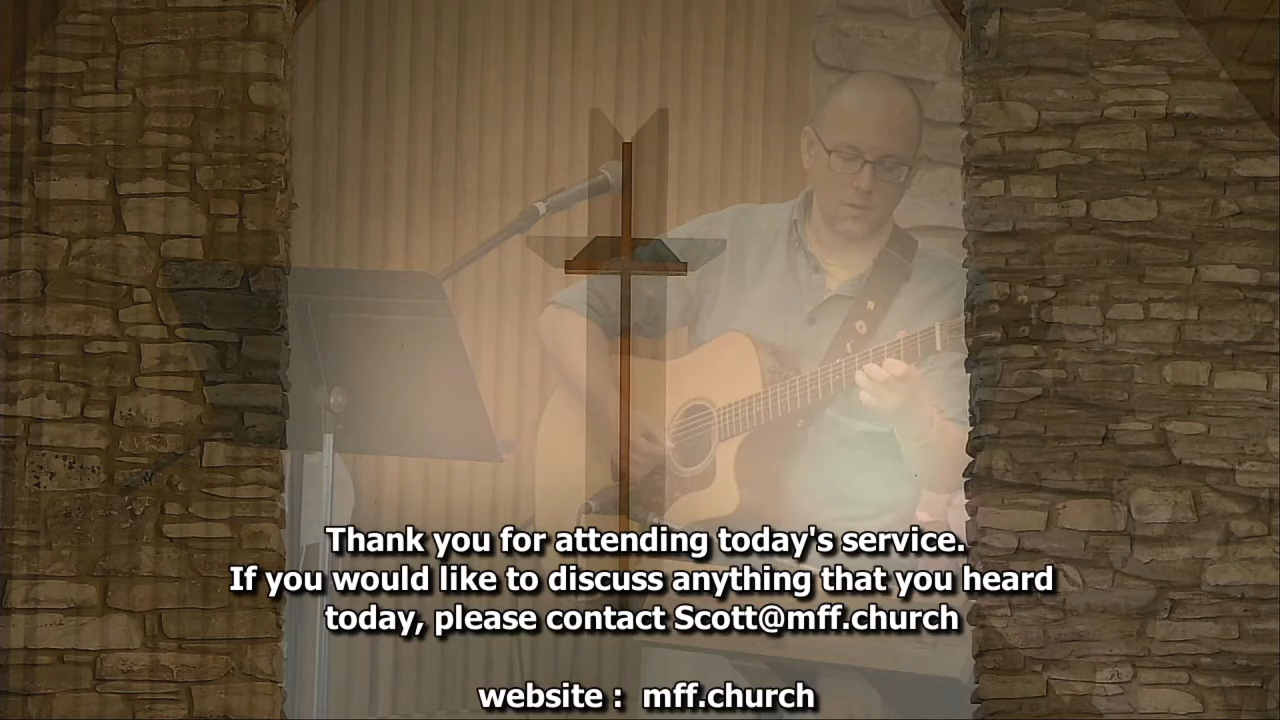 Thank you for attending today's service.
If you would like to discuss anything that you heard
today, please contact Scott@mff.church
website :  mff.church